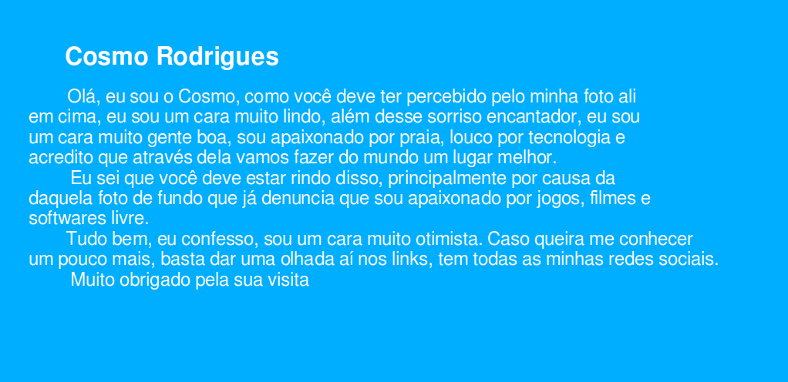 Cosmo Rodrigues
Olá, eu sou o Cosmo, como você deve ter percebido pelo minha foto ali
em cima, eu sou um cara muito lindo, além desse sorriso encantador, eu sou
um cara muito gente boa, sou apaixonado por praia, louco por tecnologia e
acredito que através dela vamos fazer do mundo um lugar melhor.
Eu sei que você deve estar rindo disso, principalmente por causa da
daquela foto de fundo que já denuncia que sou apaixonado por jogos, filmes e
softwares livre.
Tudo bem, eu confesso, sou um cara muito otimista. Caso queira me conhecer
um pouco mais, basta dar uma olhada aí nos links, tem todas as minhas redes sociais.
Muito obrigado pela sua visita